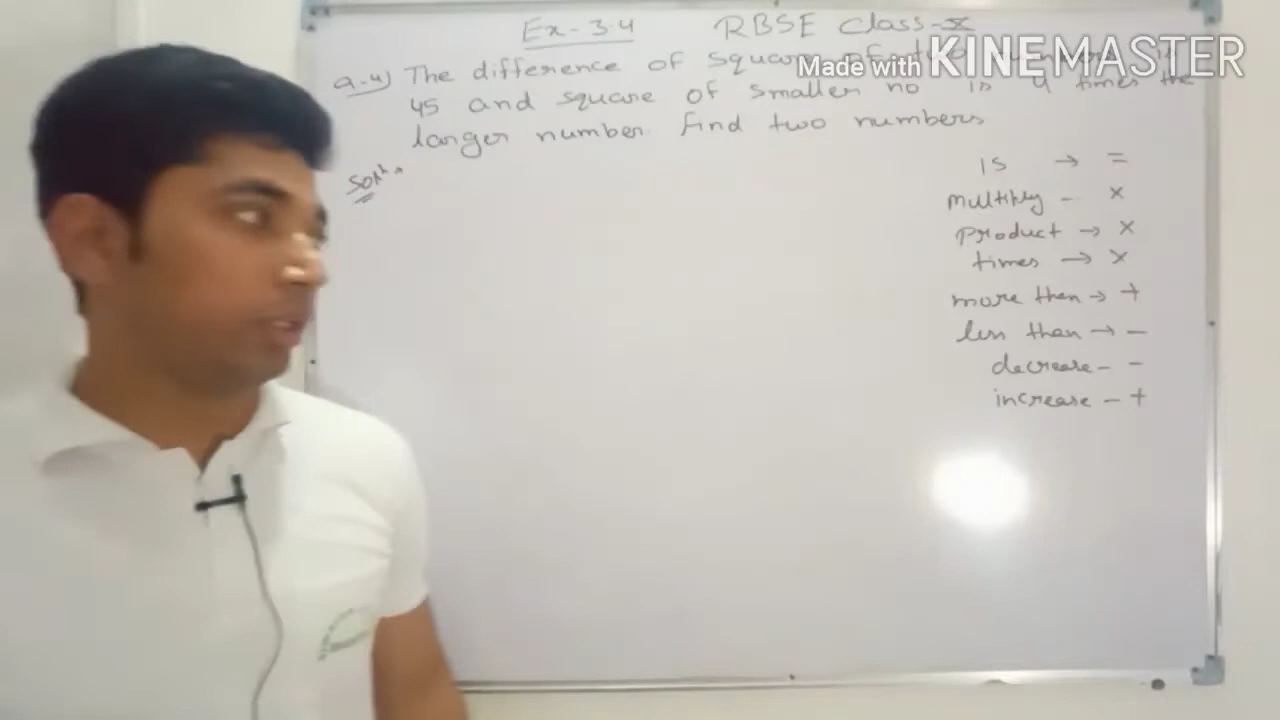 Ex-3.4 RBSE Class-X
Made with KINEMASTER
Q-4) The difference of square of
45 and square of smaller no is 4 times the
larger number. find two numbers
Soln.
is → =
multiply - ×
product → ×
times → ×
more then → +
less than → -
decrease - -
increase - +